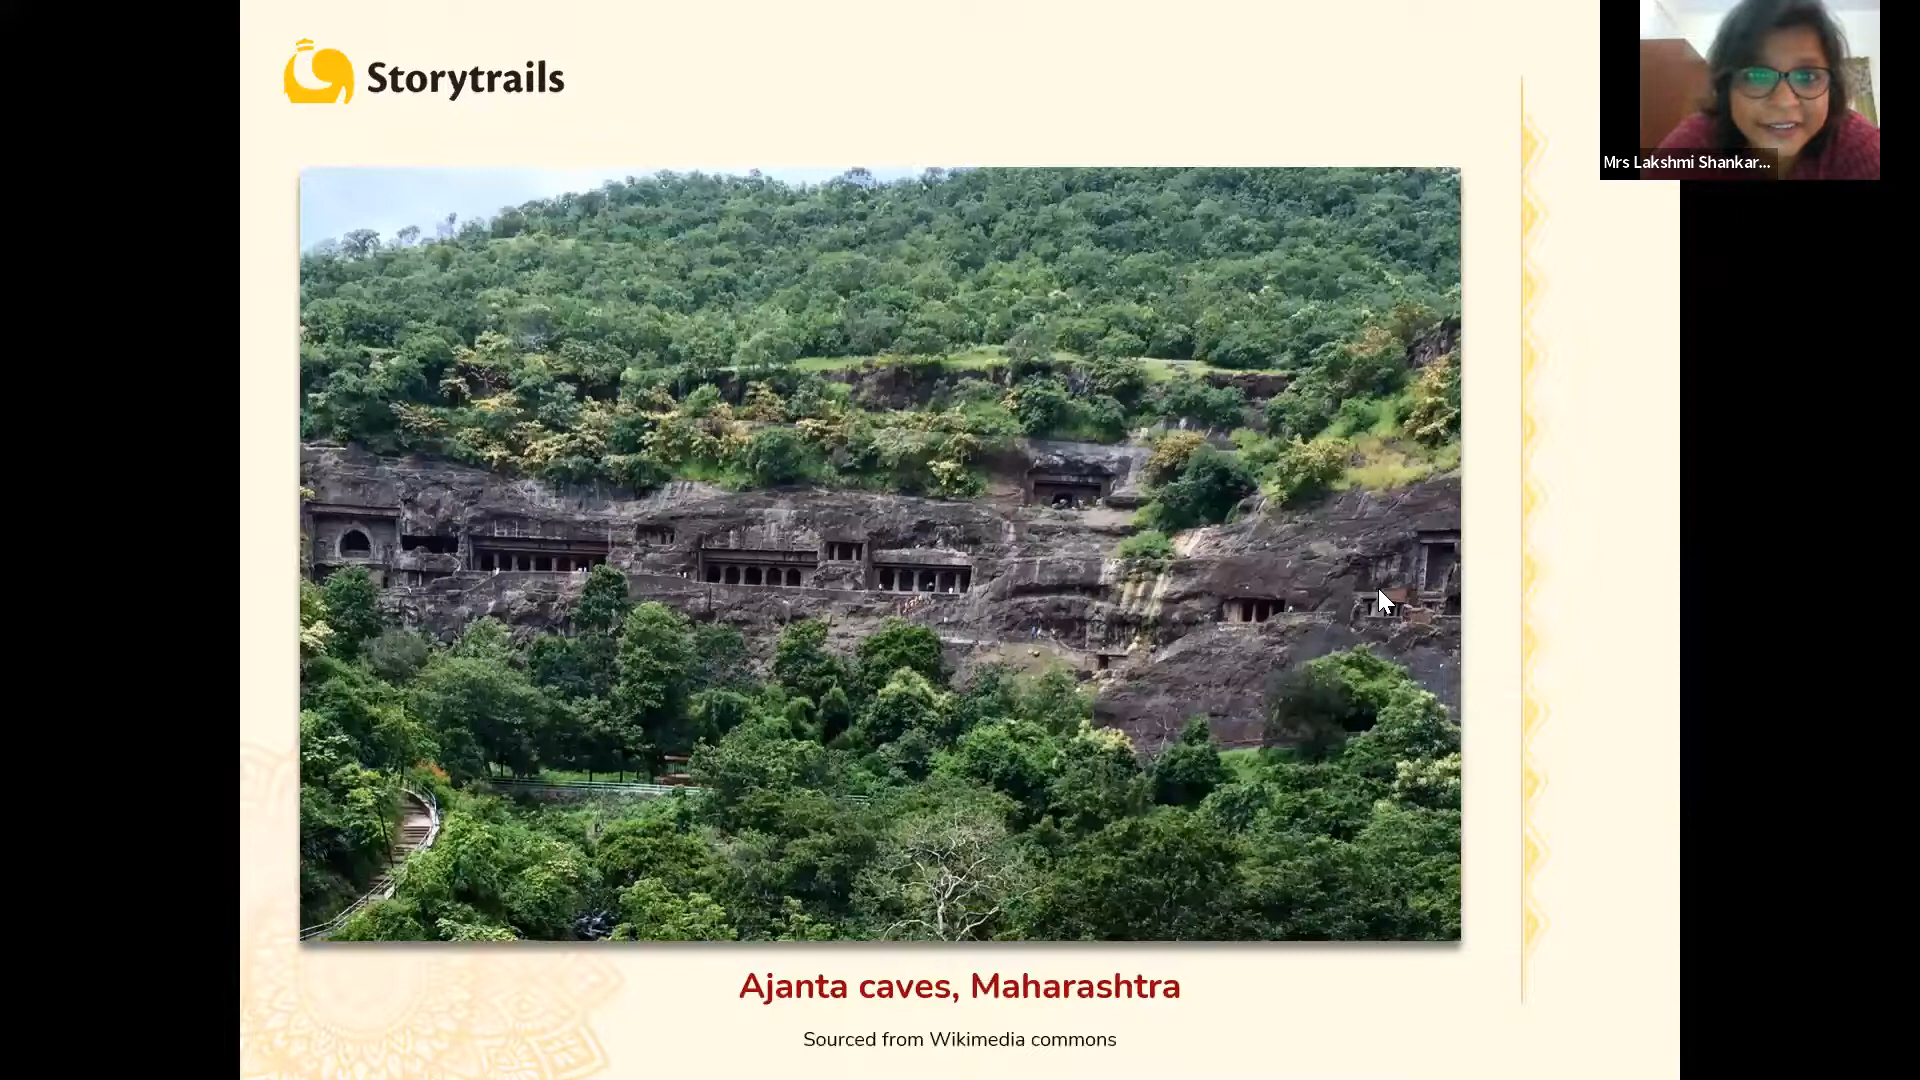 Storytrails
Mrs Lakshmi Shankar...
Ajanta caves, Maharashtra
Sourced from Wikimedia commons